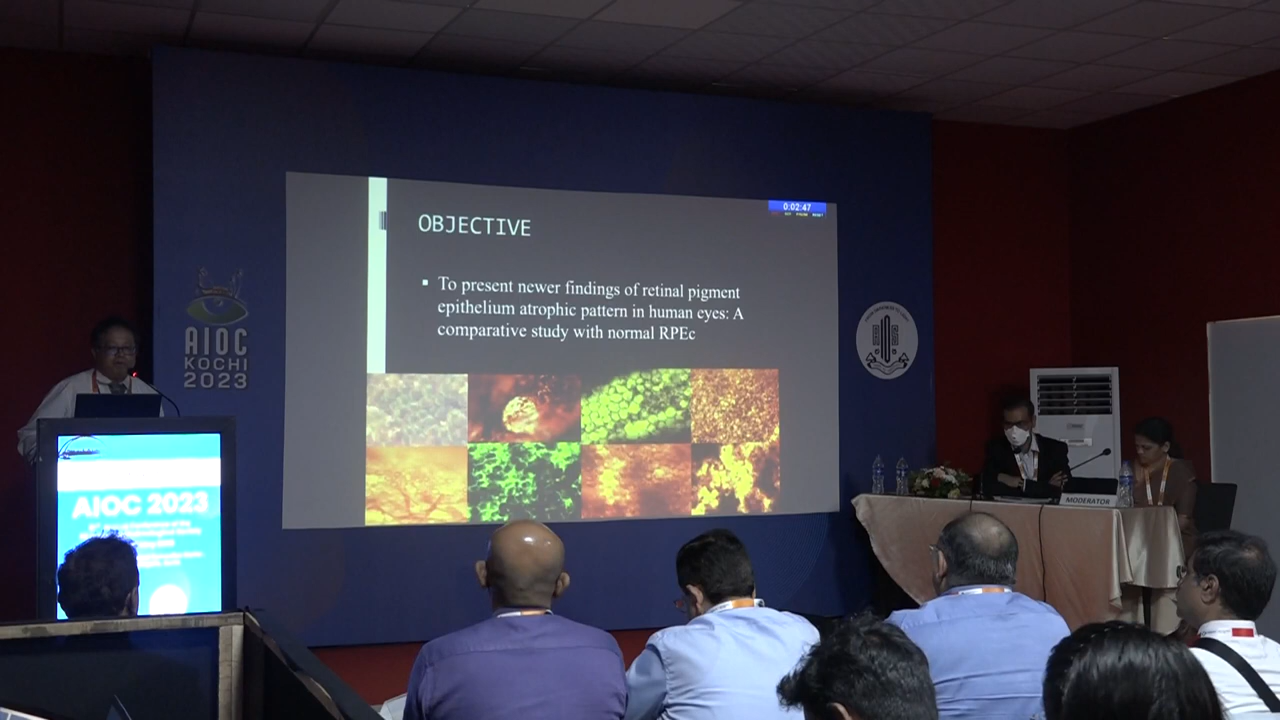 OBJECTIVE
0:02:47
▪ To present newer findings of retinal pigment
epithelium atrophic pattern in human eyes: A
comparative study with normal RPEc
AIOC
KOCHI
2023
AIOC 2023
MODERATOR